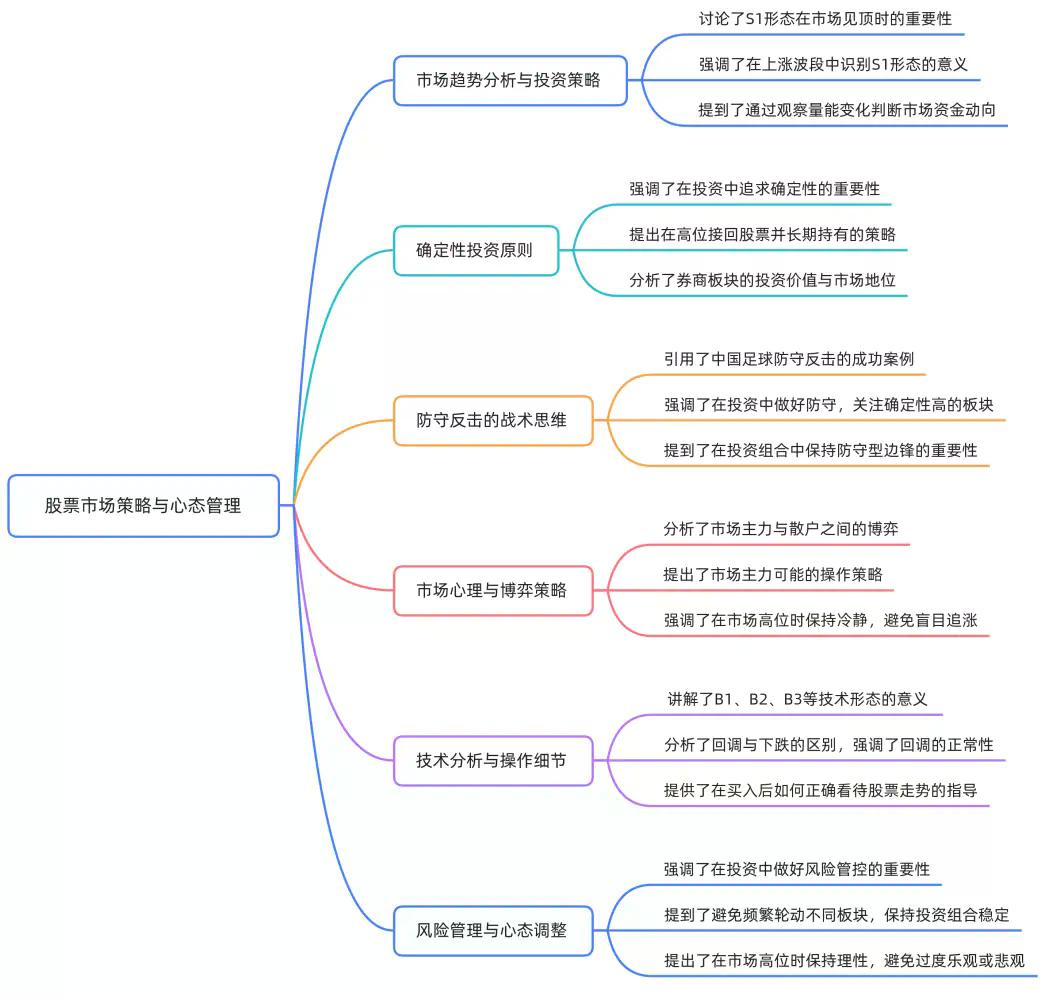 股票市场策略与心态管理
市场趋势分析与投资策略
讨论了S1形态在市场见顶时的重要性
强调了在上涨波段中识别S1形态的意义
提到了通过观察量能变化判断市场资金动向
确定性投资原则
强调了在投资中追求确定性的重要性
提出在高位接回股票并长期持有的策略
分析了券商板块的投资价值与市场地位
防守反击的战术思维
引用了中国足球防守反击的成功案例
强调了在投资中做好防守，关注确定性高的板块
提到了在投资组合中保持防守型边锋的重要性
市场心理与博弈策略
分析了市场主力与散户之间的博弈
提出了市场主力可能的操作策略
强调了在市场高位时保持冷静，避免盲目追涨
技术分析与操作细节
讲解了B1、B2、B3等技术形态的意义
分析了回调与下跌的区别，强调了回调的正常性
提供了在买入后如何正确看待股票走势的指导
风险管理与心态调整
强调了在投资中做好风险管控的重要性
提到了避免频繁轮动不同板块，保持投资组合稳定
提出了在市场高位时保持理性，避免过度乐观或悲观